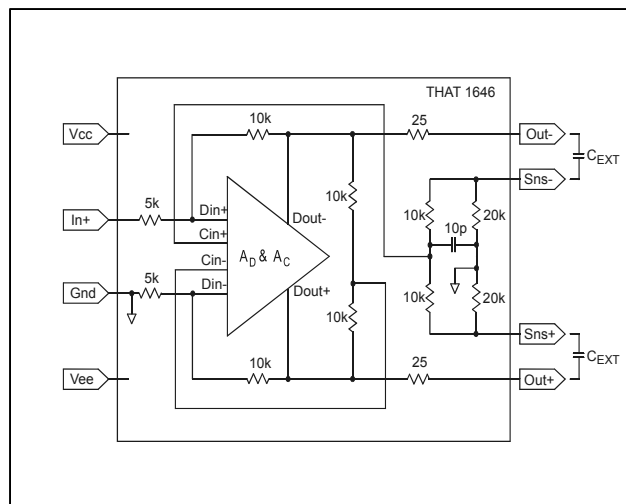 THAT 1646
10k
25
Vcc
Out-
C_EXT
Sns-
5k
In+
Din+
Dout-
10k
10k
10p
20k
Cin+
Cin-
A_D & A_C
5k
Gnd
Din-
Dout+
10k
10k
20k
Sns+
10k
25
C_EXT
Vee
Out+